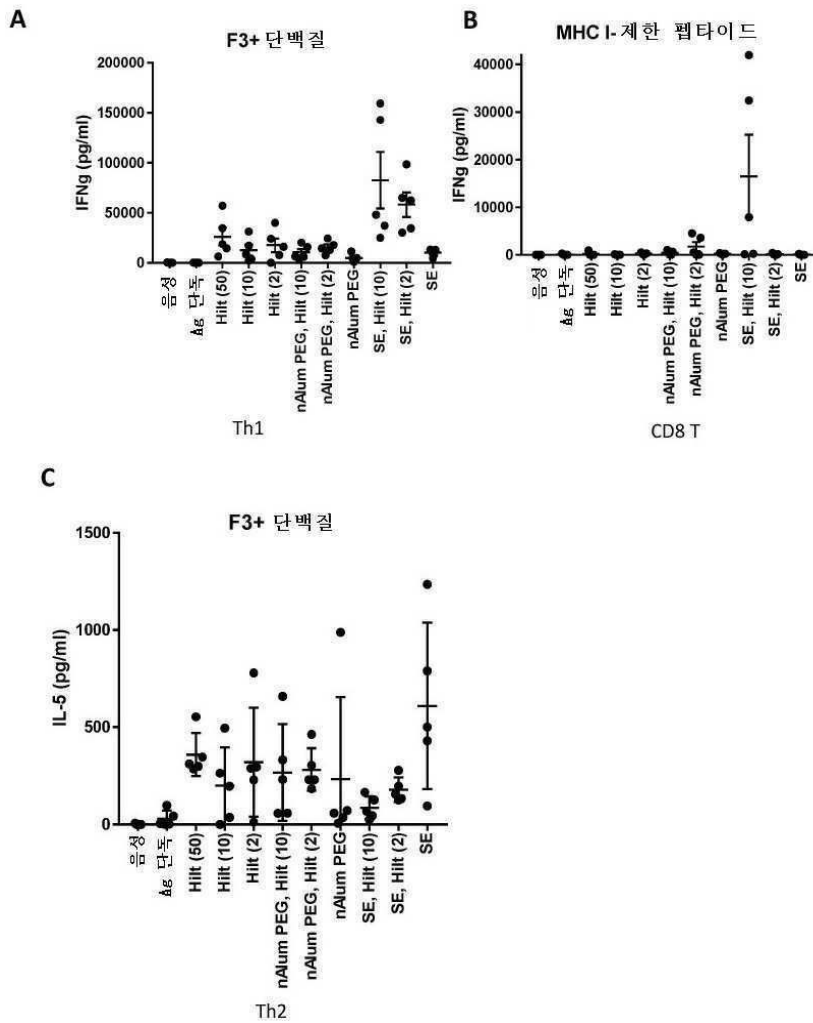 A
F3+ 단백질
IFNg (pg/ml)
200000
150000
100000
50000
0
음성
Ag 단독
Hilt (50)
Hilt (10)
Hilt (2)
nAlum PEG, Hilt (10)
nAlum PEG, Hilt (2)
nAlum PEG
SE, Hilt (10)
SE, Hilt (2)
SE
Th1
B
MHC I-제한 펩타이드
IFNg (pg/ml)
40000
30000
20000
10000
0
음성
Ag 단독
Hilt (50)
Hilt (10)
Hilt (2)
nAlum PEG, Hilt (10)
nAlum PEG, Hilt (2)
nAlum PEG
SE, Hilt (10)
SE, Hilt (2)
SE
CD8 T
C
F3+ 단백질
IL-5 (pg/ml)
1500
1000
500
0
음성
Ag 단독
Hilt (50)
Hilt (10)
Hilt (2)
nAlum PEG, Hilt (10)
nAlum PEG, Hilt (2)
nAlum PEG
SE, Hilt (10)
SE, Hilt (2)
SE
Th2